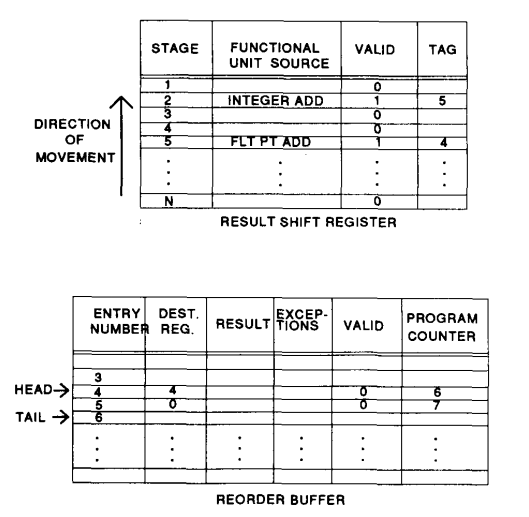 STAGE FUNCTIONAL UNIT SOURCE VALID TAG
1 0
2 INTEGER ADD 1 5
3 0
4 0
5 FLT PT ADD 1 4
N 0
DIRECTION
OF
MOVEMENT
RESULT SHIFT REGISTER
ENTRY NUMBER DEST. REG. RESULT EXCEP-TIONS VALID PROGRAM COUNTER
3
HEAD 4 4 0 6
5 0 0 7
TAIL 6
REORDER BUFFER